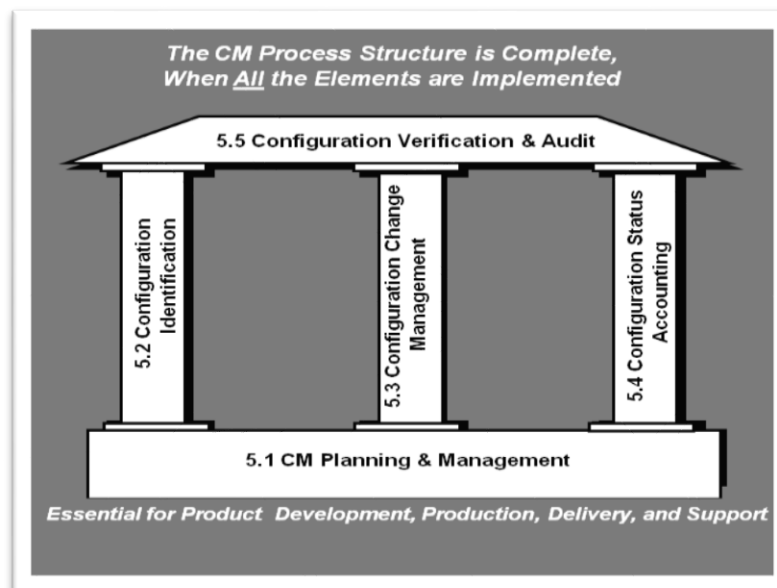 The CM Process Structure is Complete,
When All the Elements are Implemented
5.5 Configuration Verification & Audit
5.2 Configuration
Identification
5.3 Configuration Change
Management
5.4 Configuration Status
Accounting
5.1 CM Planning & Management
Essential for Product Development, Production, Delivery, and Support